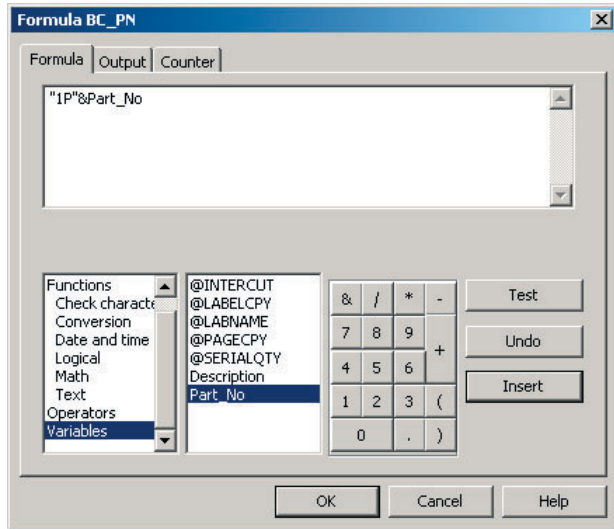 Formula BC_PN
Formula Output Counter
"1P"&Part_No
Functions
Check characte
Conversion
Date and time
Logical
Math
Text
Operators
Variables
@INTERCUT
@LABELCPY
@LABNAME
@PAGECPY
@SERIALQTY
Description
Part_No
& / * -
7 8 9 +
4 5 6
1 2 3 (
0 . )
Test
Undo
Insert
OK Cancel Help